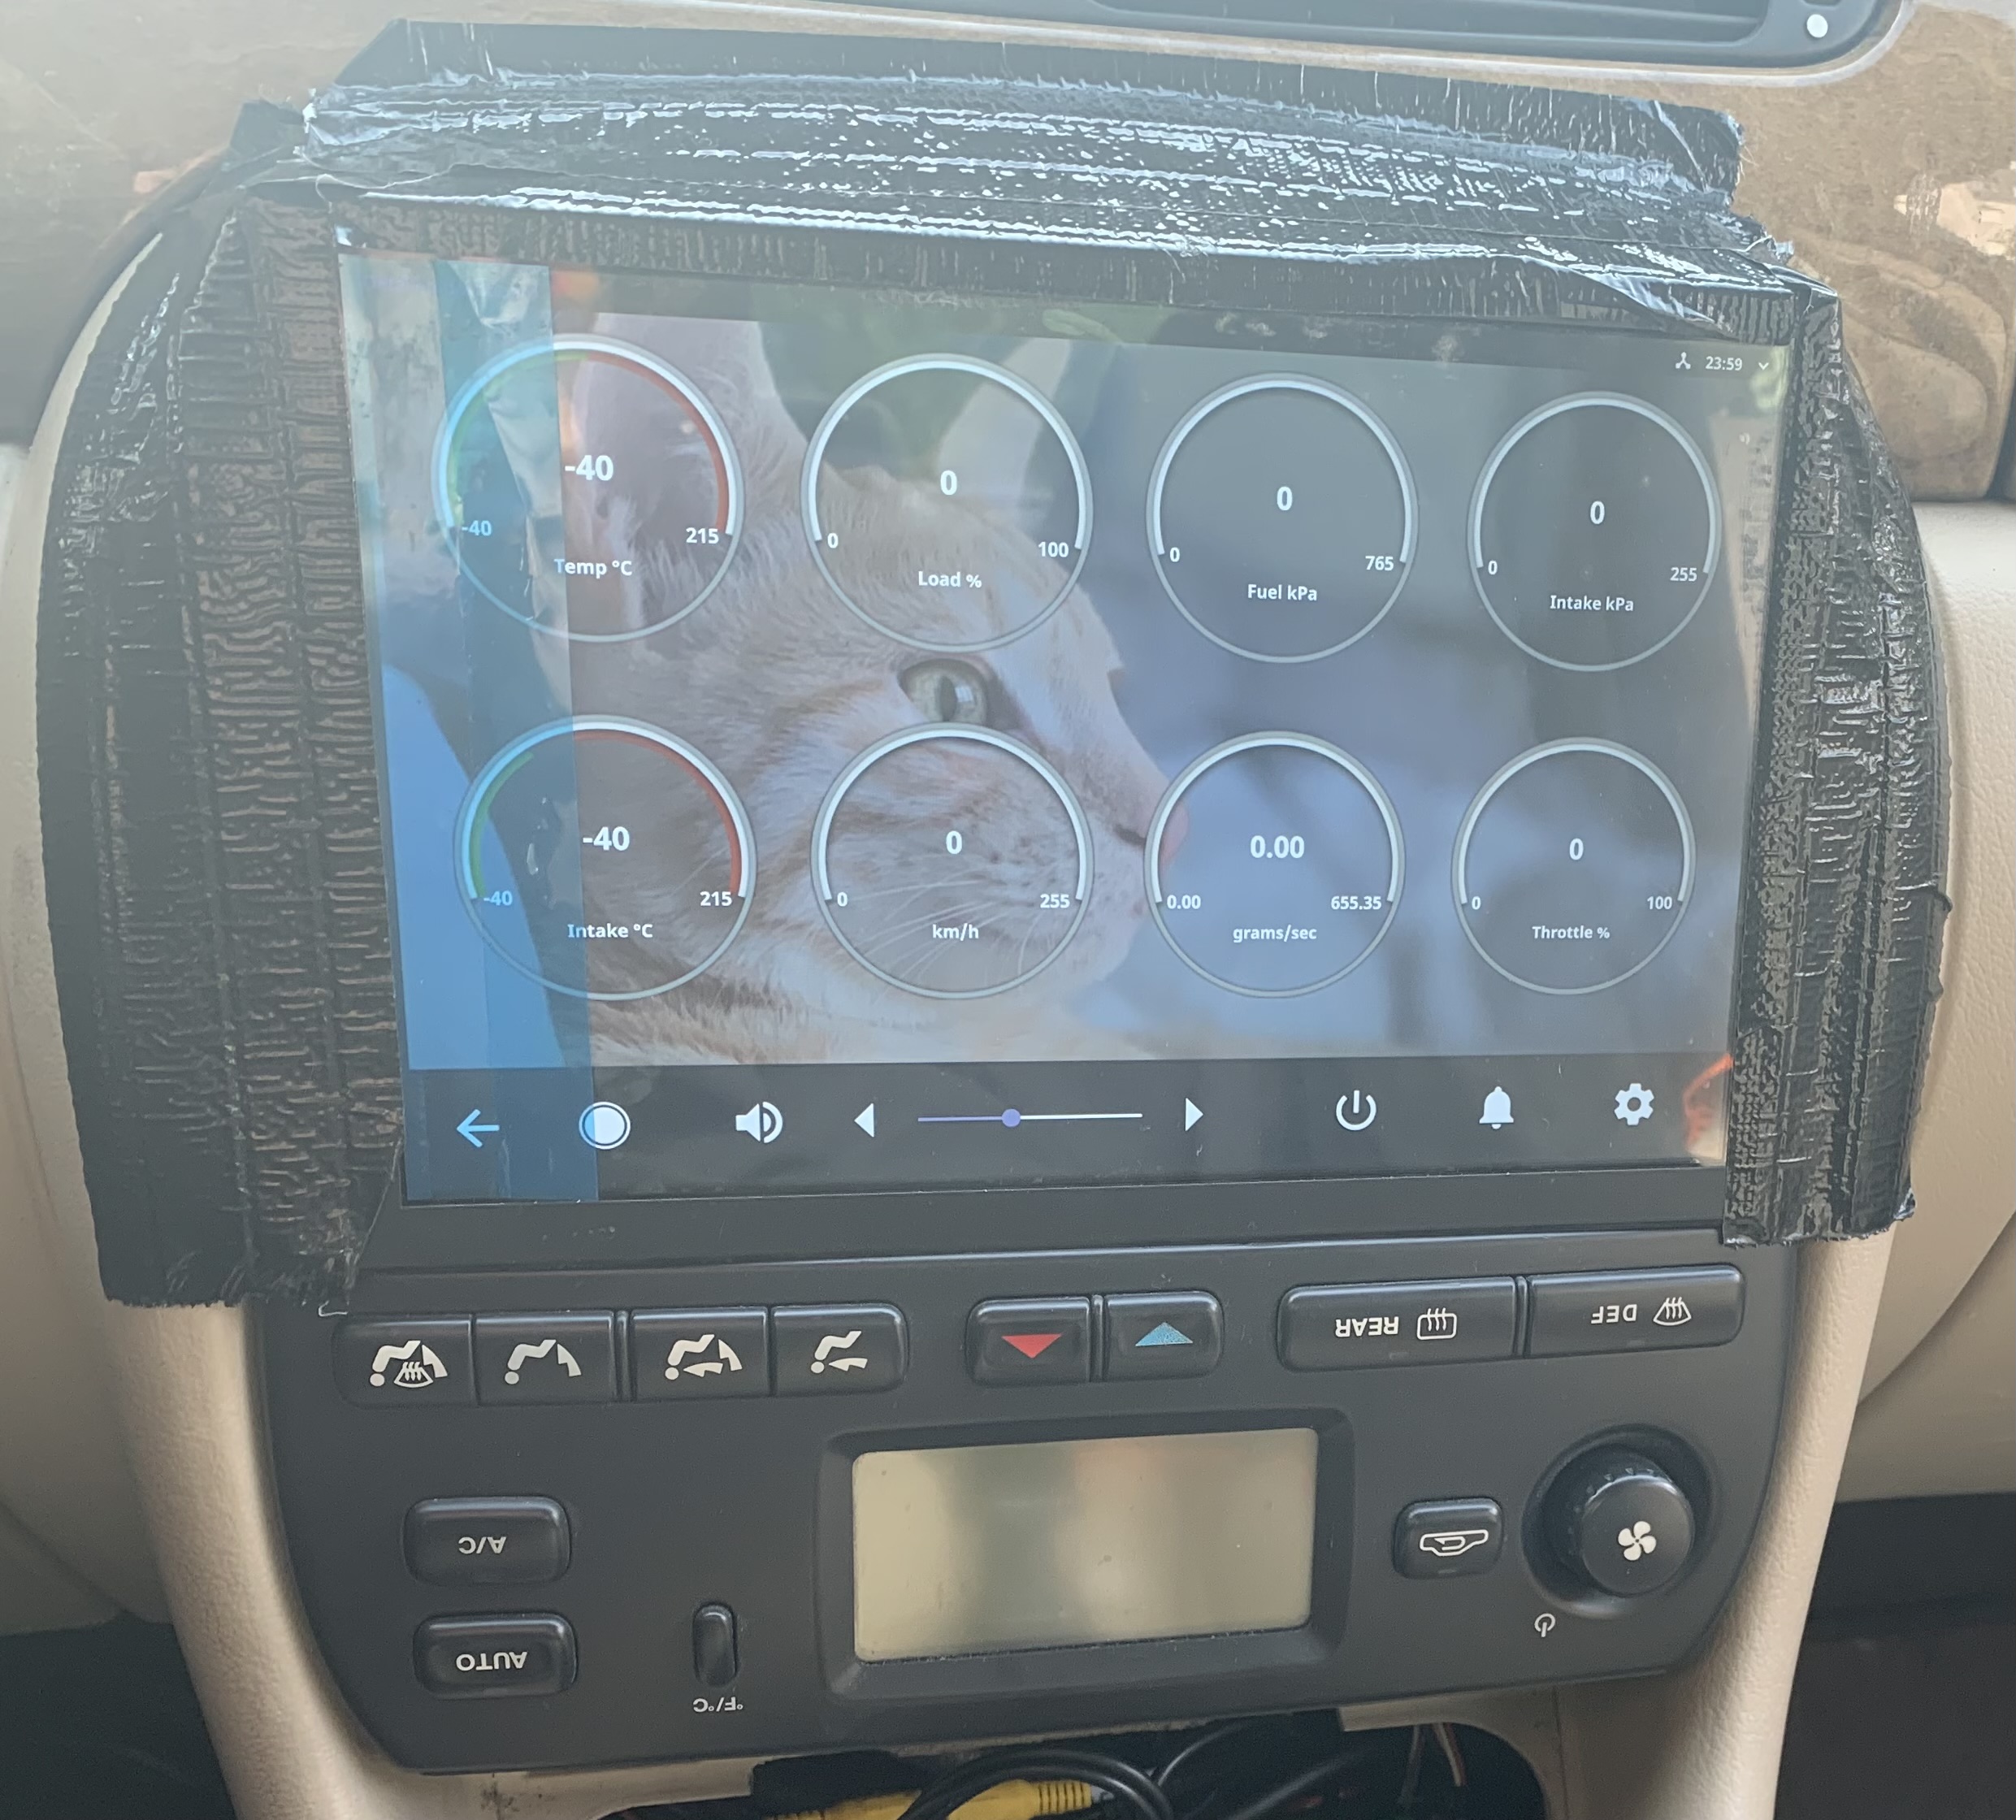 23:59
-40
-40 215
Temp °C
0
0 100
Load %
0
0 765
Fuel kPa
0
0 255
Intake kPa
-40
-40 215
Intake °C
0
0 255
km/h
0.00
0.00 655.35
grams/sec
0
0 100
Throttle %
REAR
DEF
A/C
AUTO
°F/°C